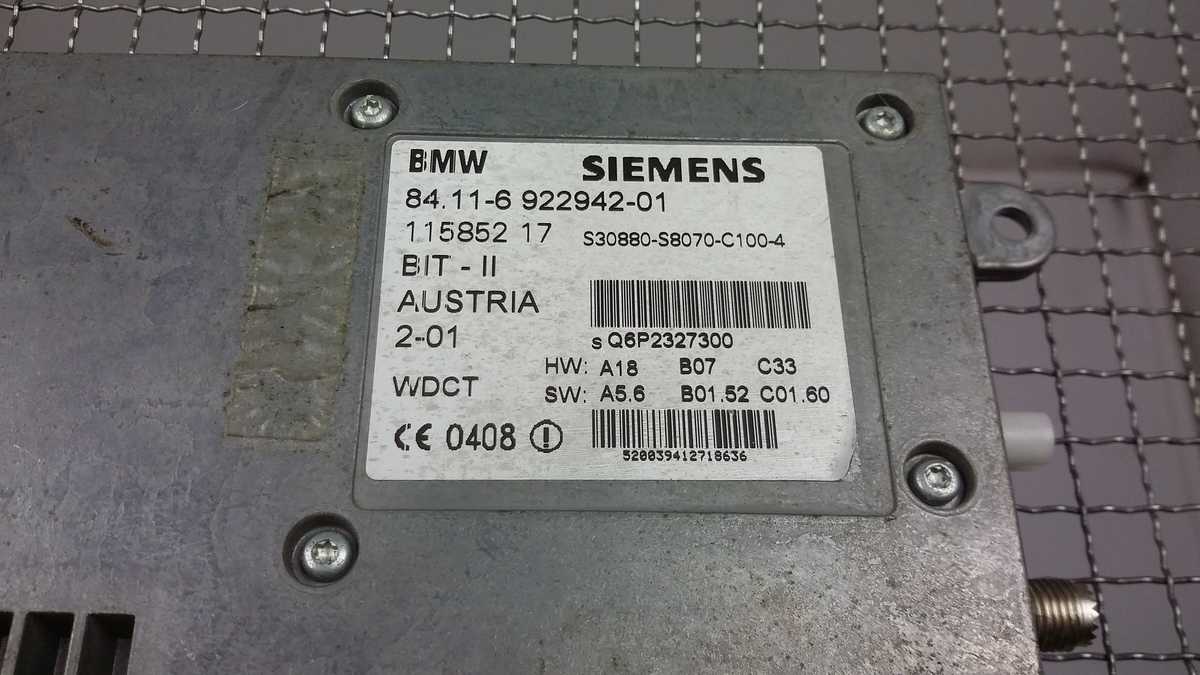 BMW SIEMENS
84.11-6 922942-01
115852 17 S30880-S8070-C100-4
BIT - II
AUSTRIA
2-01 s Q6P2327300
HW: A18 B07 C33
WDCT SW: A5.6 B01.52 C01.60
CE 0408
520039412718636